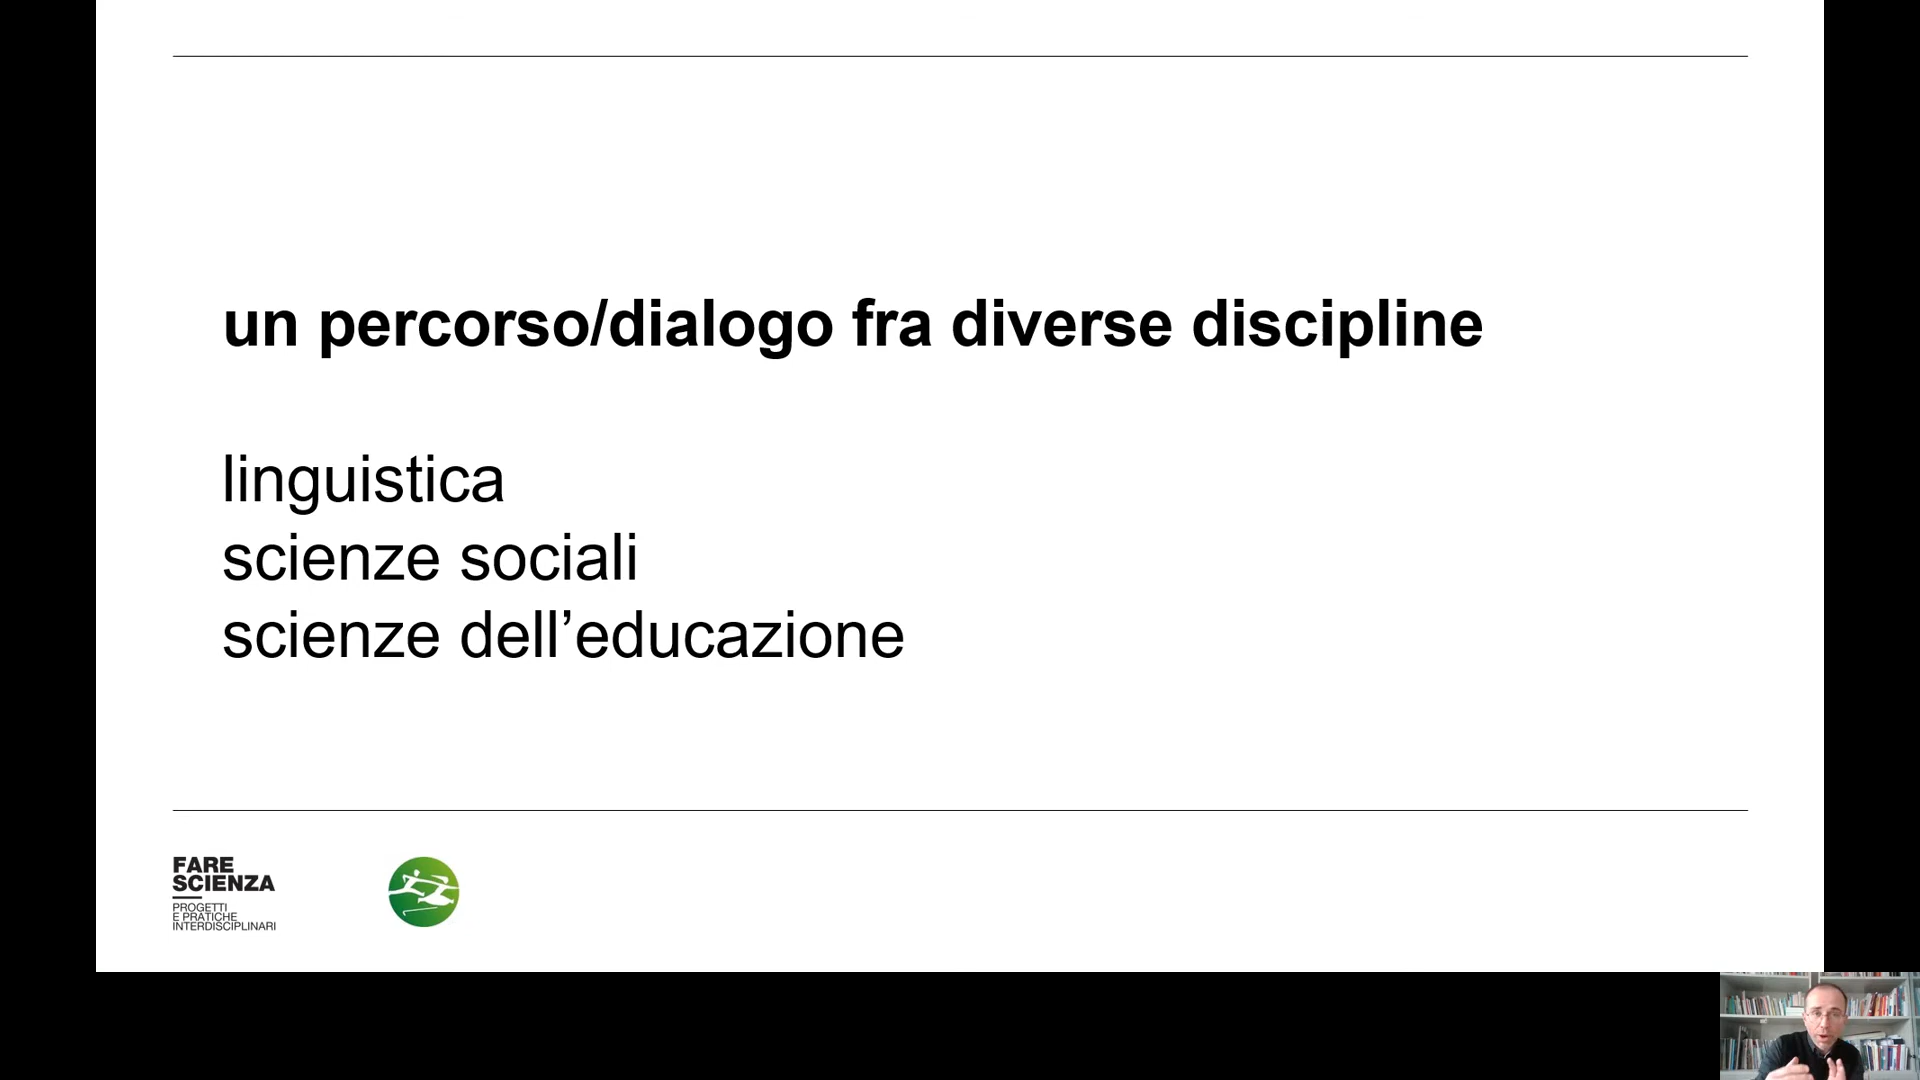 un percorso/dialogo fra diverse discipline
linguistica
scienze sociali
scienze dell’educazione
FARE
SCIENZA
PROGETTI
E PRATICHE
INTERDISCIPLINARI